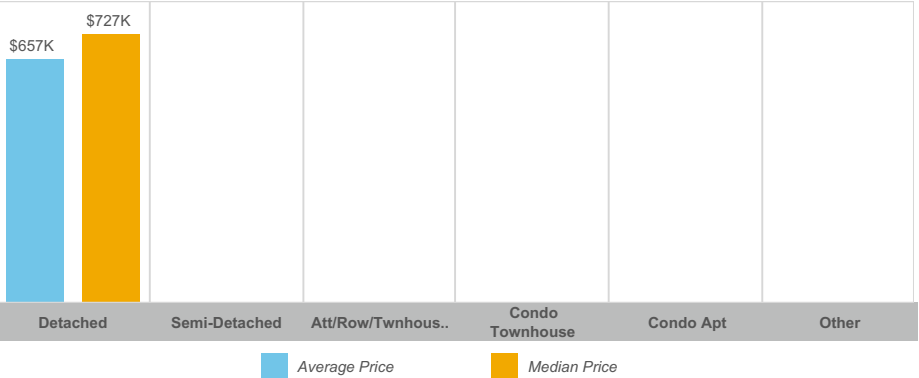 $727K
$657K
Detached
Semi-Detached
Att/Row/Twnhous..
Condo
Townhouse
Condo Apt
Other
Average Price
Median Price